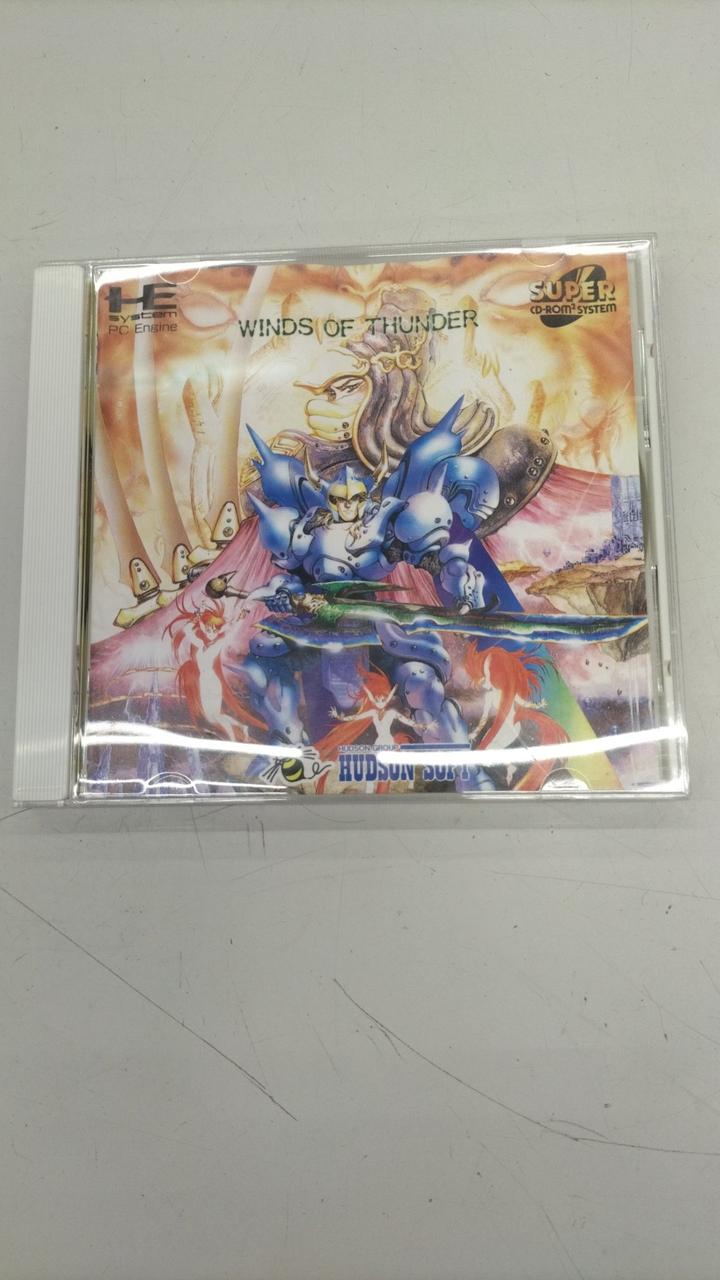 HE
system
PC Engine
WINDS OF THUNDER
SUPER
CD-ROM² SYSTEM
HUDSON GROUP
HUDSON SOFT